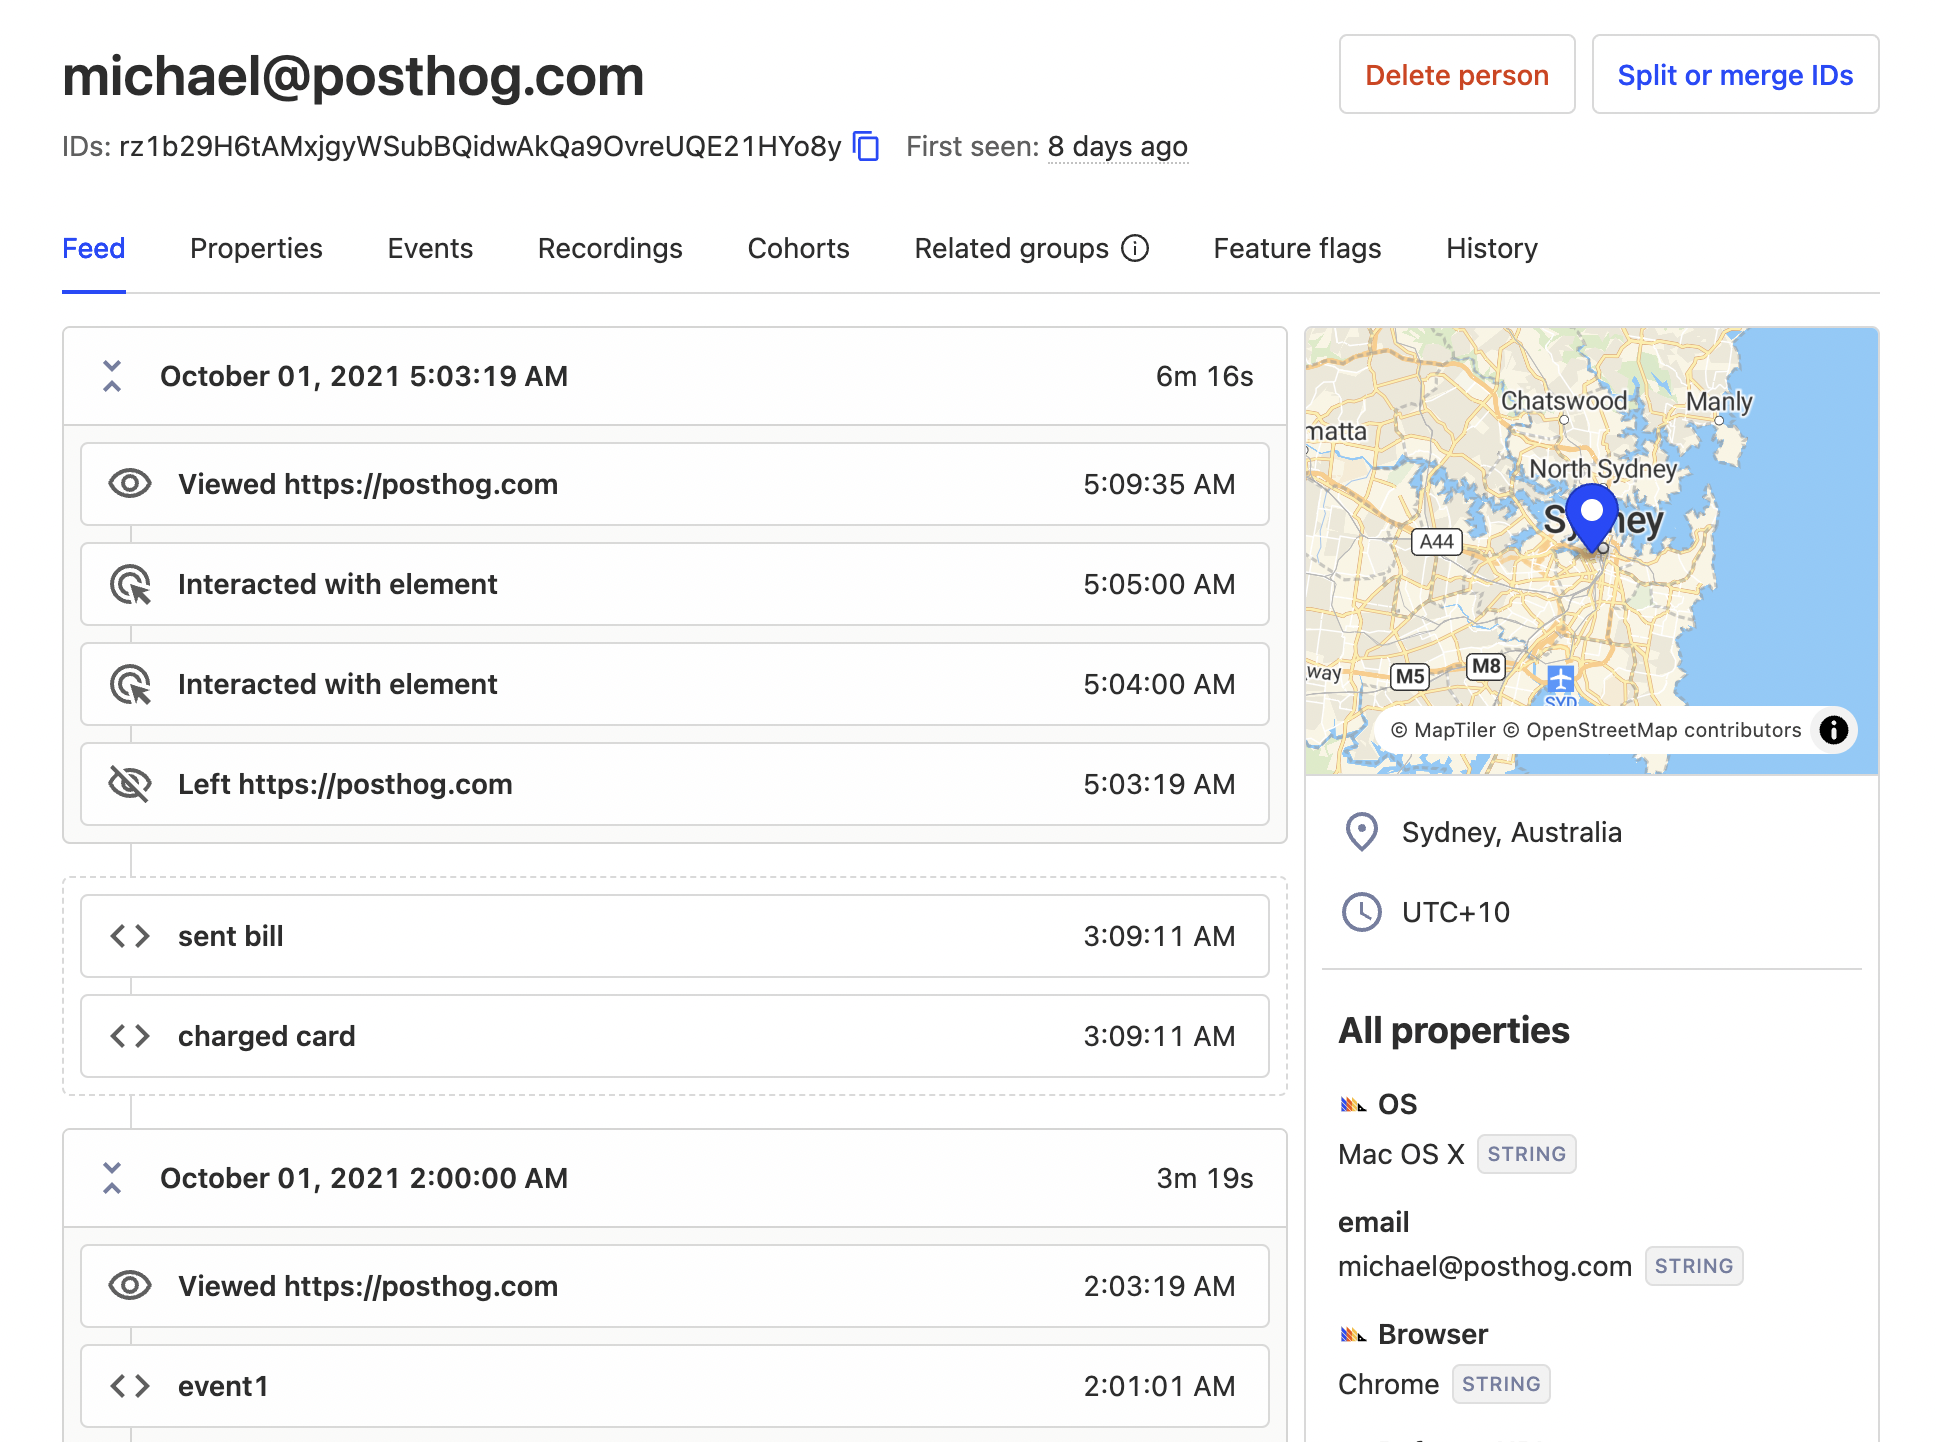 michael@posthog.com
Delete person
Split or merge IDs
IDs: rz1b29H6tAMxjgyWSubBQidwAkQa9OvreUQE21HYo8y
First seen: 8 days ago
Feed
Properties
Events
Recordings
Cohorts
Related groups
Feature flags
History
October 01, 2021 5:03:19 AM
6m 16s
Viewed https://posthog.com
5:09:35 AM
Interacted with element
5:05:00 AM
Interacted with element
5:04:00 AM
Left https://posthog.com
5:03:19 AM
sent bill
3:09:11 AM
charged card
3:09:11 AM
October 01, 2021 2:00:00 AM
3m 19s
Viewed https://posthog.com
2:03:19 AM
event1
2:01:01 AM
Chatswood
Manly
matta
North Sydney
A44
way
M5
M8
SYD
© MapTiler © OpenStreetMap contributors
Sydney, Australia
UTC+10
All properties
OS
Mac OS X STRING
email
michael@posthog.com STRING
Browser
Chrome STRING